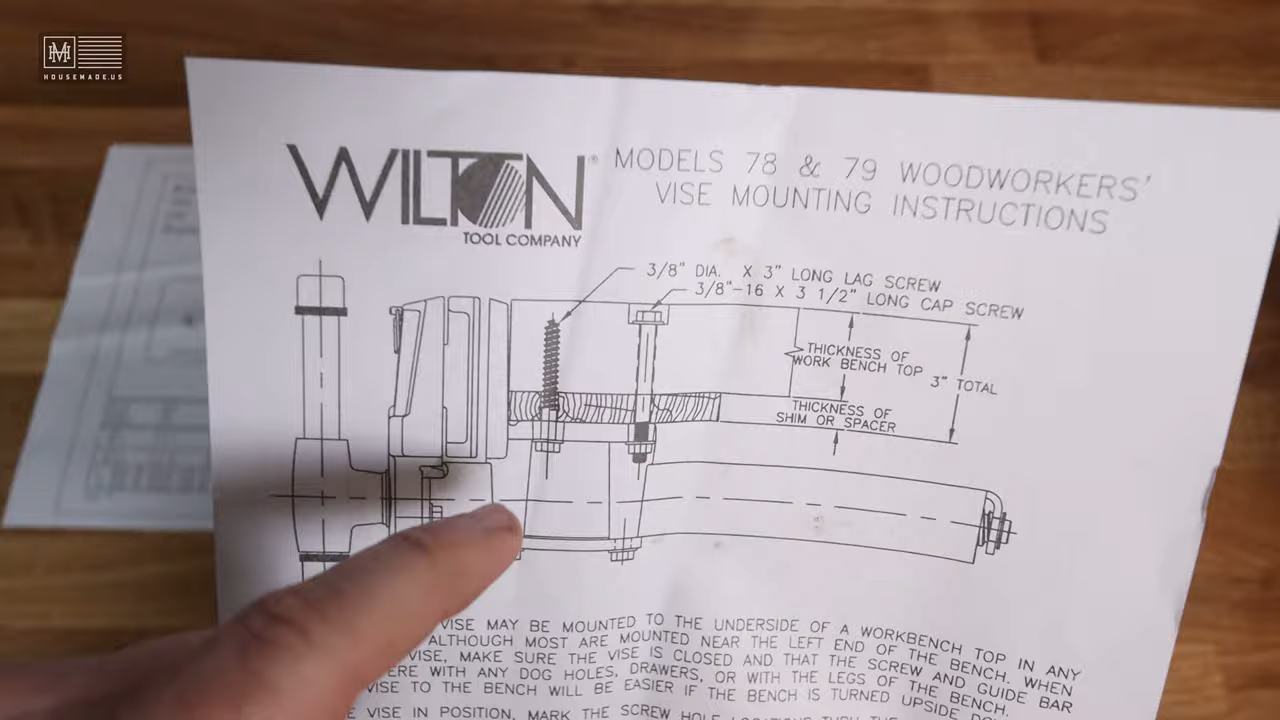 HM
HOUSEMADE.US
WILTON®
TOOL COMPANY
MODELS 78 & 79 WOODWORKERS'
VISE MOUNTING INSTRUCTIONS
3/8" DIA. X 3" LONG LAG SCREW
3/8"-16 X 3 1/2" LONG CAP SCREW
THICKNESS OF
WORK BENCH TOP
3" TOTAL
THICKNESS OF
SHIM OR SPACER
VISE MAY BE MOUNTED TO THE UNDERSIDE OF A WORKBENCH TOP IN ANY
ALTHOUGH MOST ARE MOUNTED NEAR THE LEFT END OF THE BENCH. WHEN
VISE, MAKE SURE THE VISE IS CLOSED AND THAT THE SCREW AND GUIDE BAR
ERE WITH ANY DOG HOLES, DRAWERS, OR WITH THE LEGS OF THE BENCH.
VISE TO THE BENCH WILL BE EASIER IF THE BENCH IS TURNED UPSIDE
E VISE IN POSITION, MARK THE SCREW HOLE LOCATIONS THRU THE